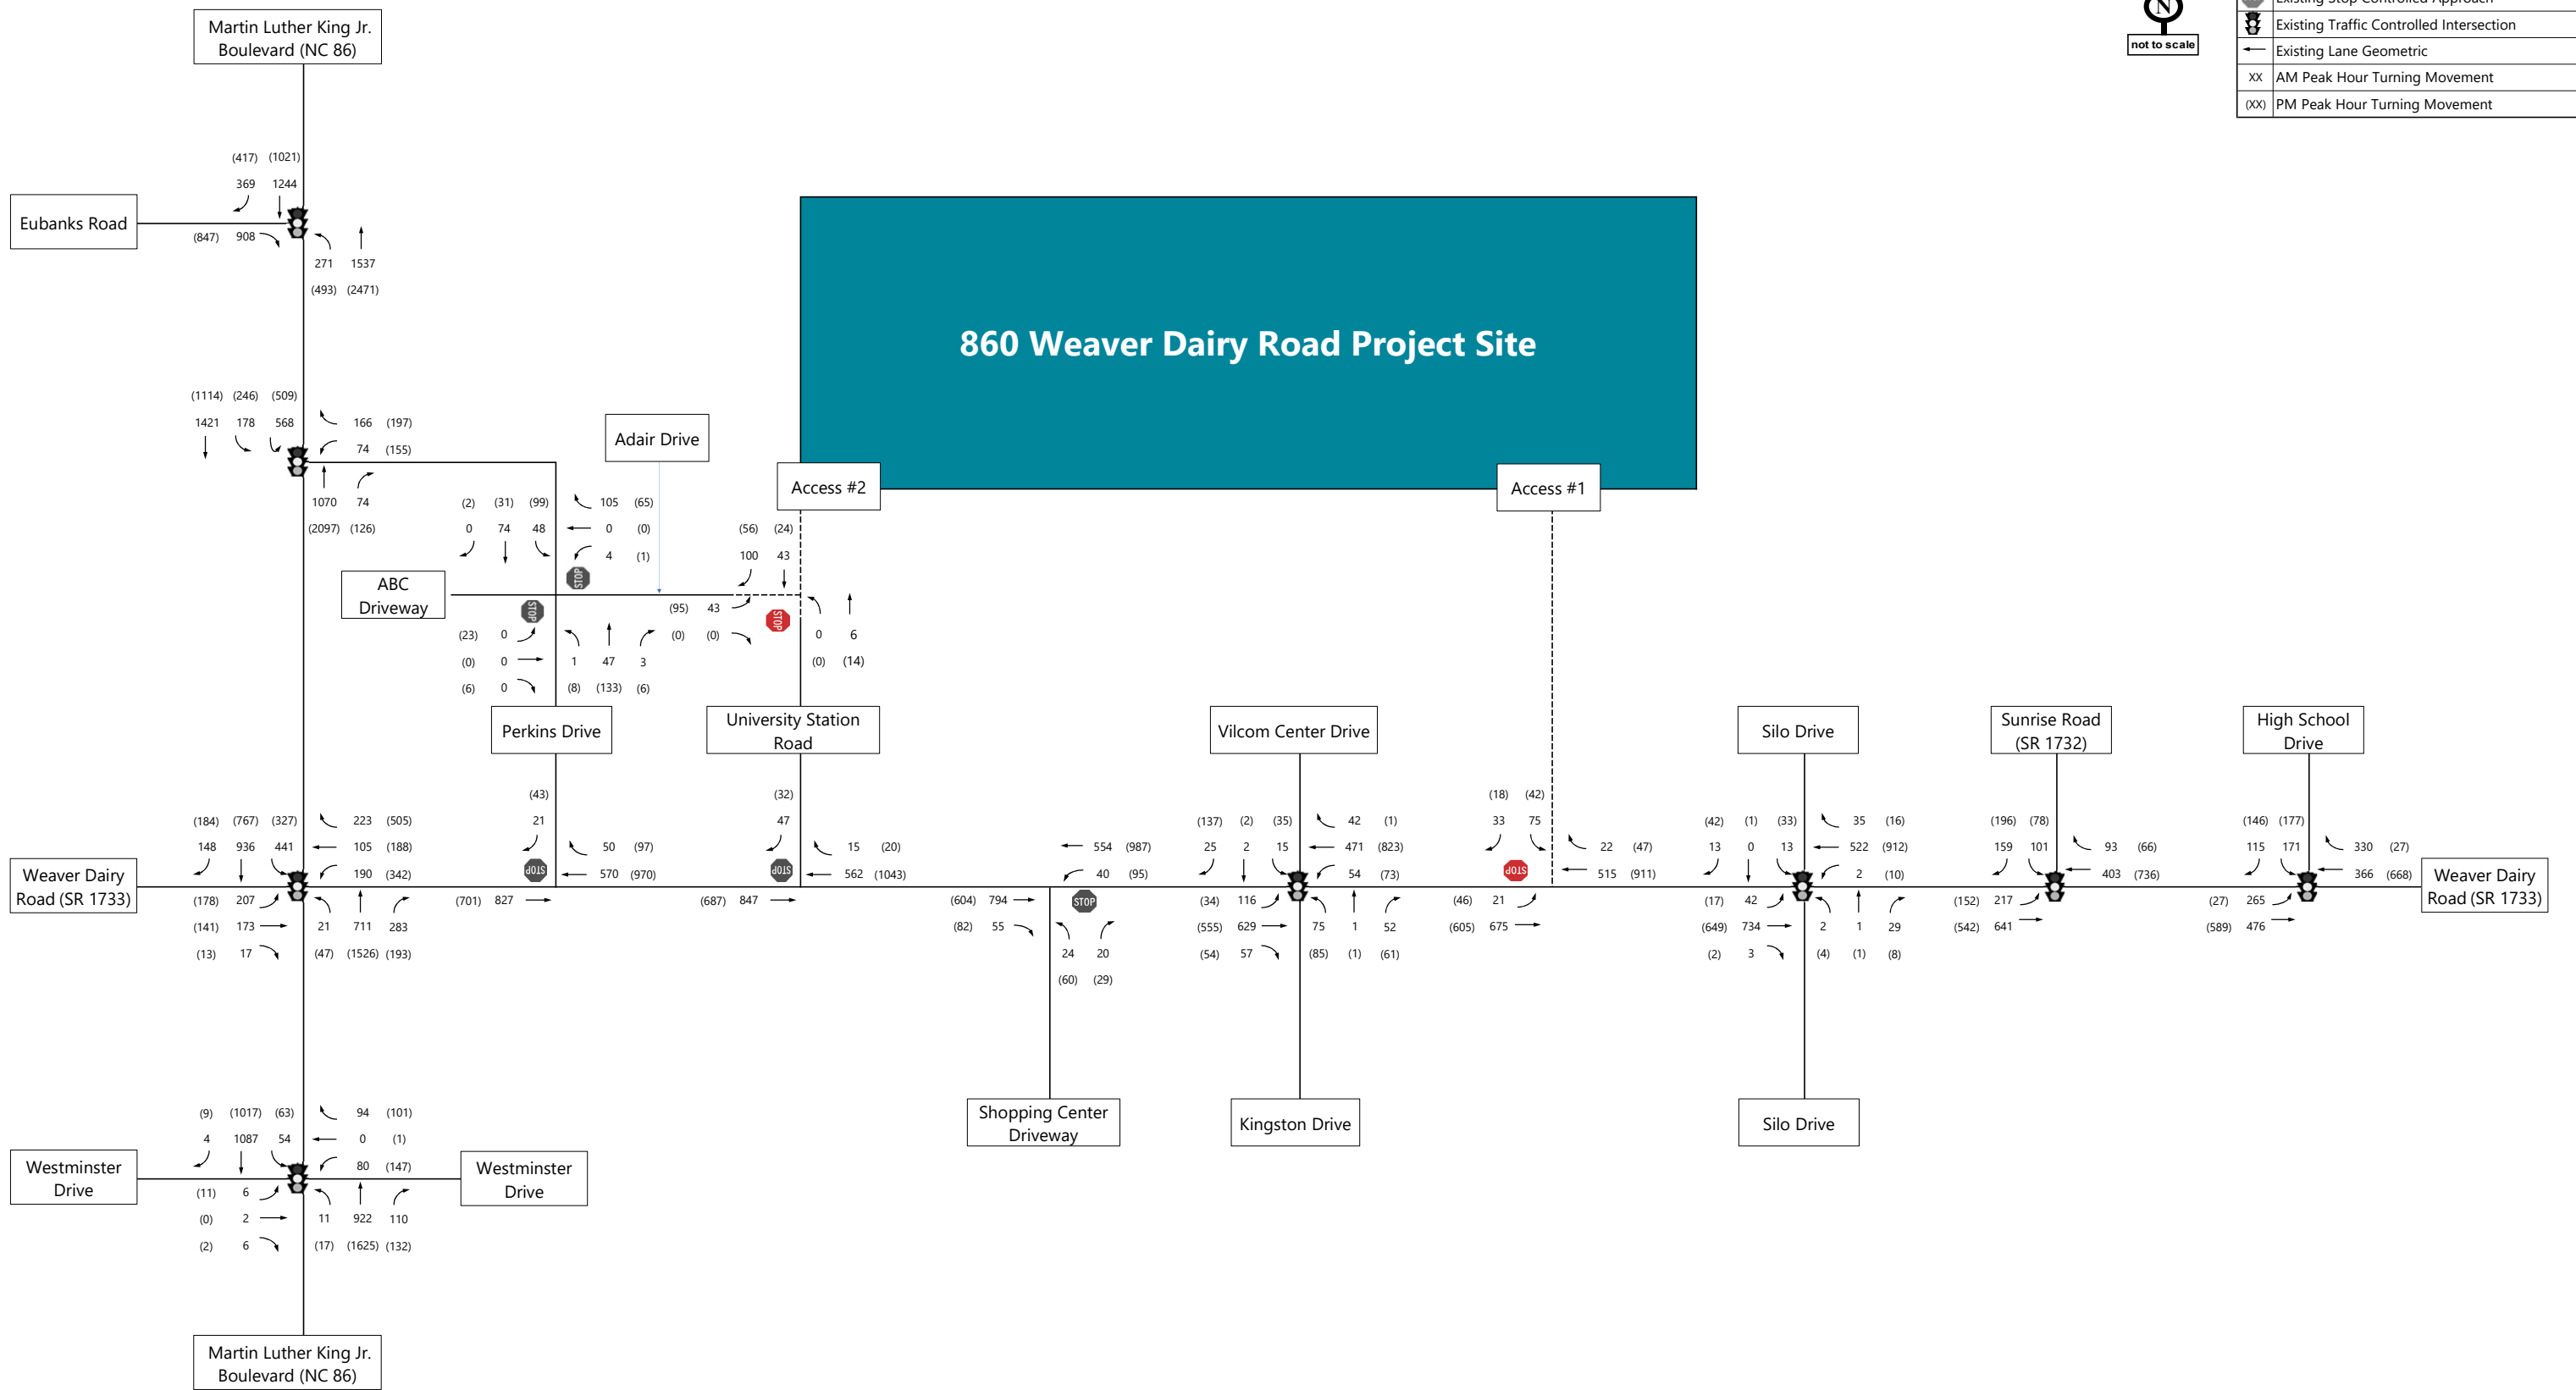 Martin Luther King Jr.
Boulevard (NC 86)
N
not to scale
Existing Stop Controlled Approach
Existing Traffic Controlled Intersection
Existing Lane Geometric
XX AM Peak Hour Turning Movement
(XX) PM Peak Hour Turning Movement
(417) (1021)
369 1244
Eubanks Road
(847) 908
271 1537
(493) (2471)
860 Weaver Dairy Road Project Site
(1114) (246) (509)
1421 178 568
166 (197)
74 (155)
1070 74
(2097) (126)
Adair Drive
Access #2
Access #1
(2) (31) (99)
0 74 48
105 (65)
0 (0)
4 (1)
(56) (24)
100 43
ABC
Driveway
STOP
STOP
(95) 43
(0) (0)
STOP
0 6
(0) (14)
(23) 0
(0) 0
(6) 0
1 47 3
(8) (133) (6)
Perkins Drive
University Station
Road
Vilcom Center Drive
Silo Drive
Sunrise Road
(SR 1732)
High School
Drive
Weaver Dairy
Road (SR 1733)
(184) (767) (327)
148 936 441
223 (505)
105 (188)
190 (342)
(178) 207
(141) 173
(13) 17
21 711 283
(47) (1526) (193)
(43)
21
STOP
50 (97)
570 (970)
(701) 827
(32)
47
STOP
15 (20)
562 (1043)
(687) 847
554 (987)
40 (95)
(604) 794
(82) 55
STOP
24 20
(60) (29)
(137) (2) (35)
25 2 15
42 (1)
471 (823)
54 (73)
(34) 116
(555) 629
(54) 57
75 1 52
(85) (1) (61)
(18) (42)
33 75
STOP
22 (47)
515 (911)
(46) 21
(605) 675
(42) (1) (33)
13 0 13
35 (16)
522 (912)
2 (10)
(17) 42
(649) 734
(2) 3
2 1 29
(4) (1) (8)
(196) (78)
159 101
93 (66)
403 (736)
(152) 217
(542) 641
(146) (177)
115 171
330 (27)
366 (668)
(27) 265
(589) 476
Weaver Dairy
Road (SR 1733)
Shopping Center
Driveway
Kingston Drive
Silo Drive
(9) (1017) (63)
4 1087 54
94 (101)
0 (1)
80 (147)
Westminster
Drive
Westminster
Drive
(11) 6
(0) 2
(2) 6
11 922 110
(17) (1625) (132)
Martin Luther King Jr.
Boulevard (NC 86)